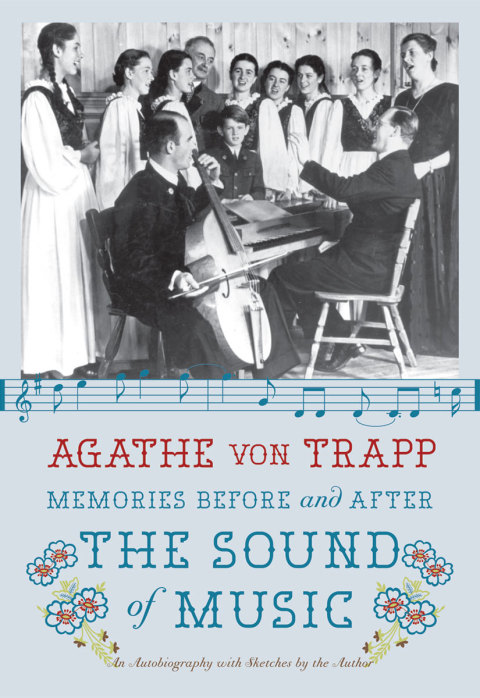 AGATHE VON TRAPP
MEMORIES BEFORE and AFTER
THE SOUND
of MUSIC
An Autobiography with Sketches by the Author